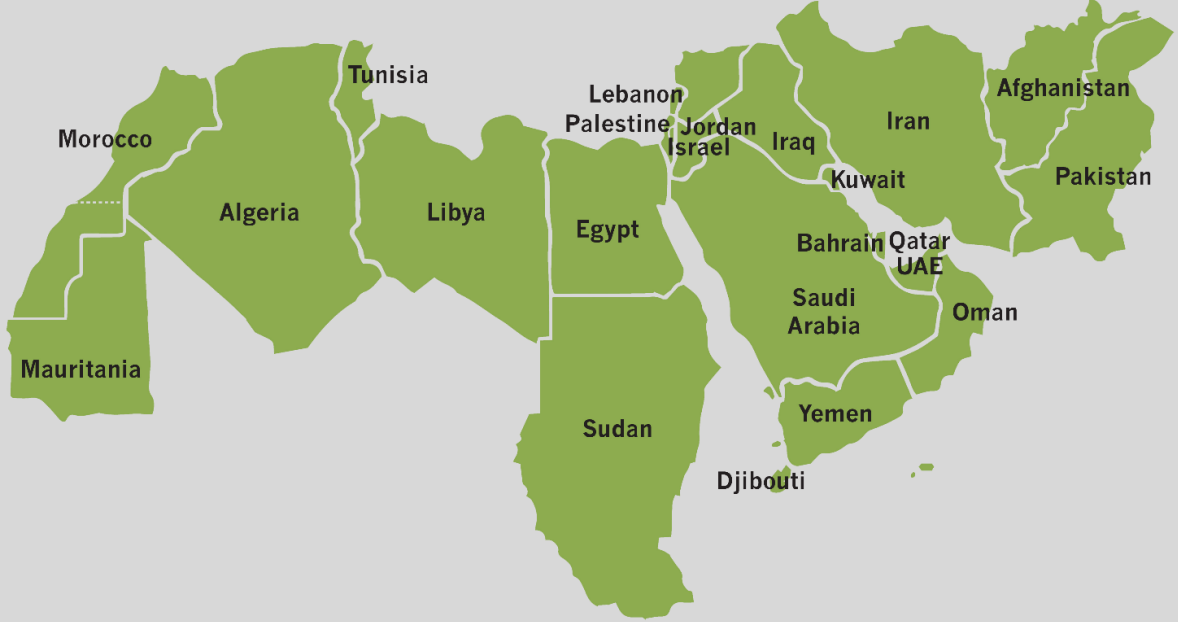 Tunisia
Morocco
Lebanon
Palestine
Jordan
Israel
Iraq
Iran
Afghanistan
Pakistan
Kuwait
Algeria
Libya
Egypt
Bahrain
Qatar
UAE
Saudi
Arabia
Oman
Mauritania
Sudan
Yemen
Djibouti